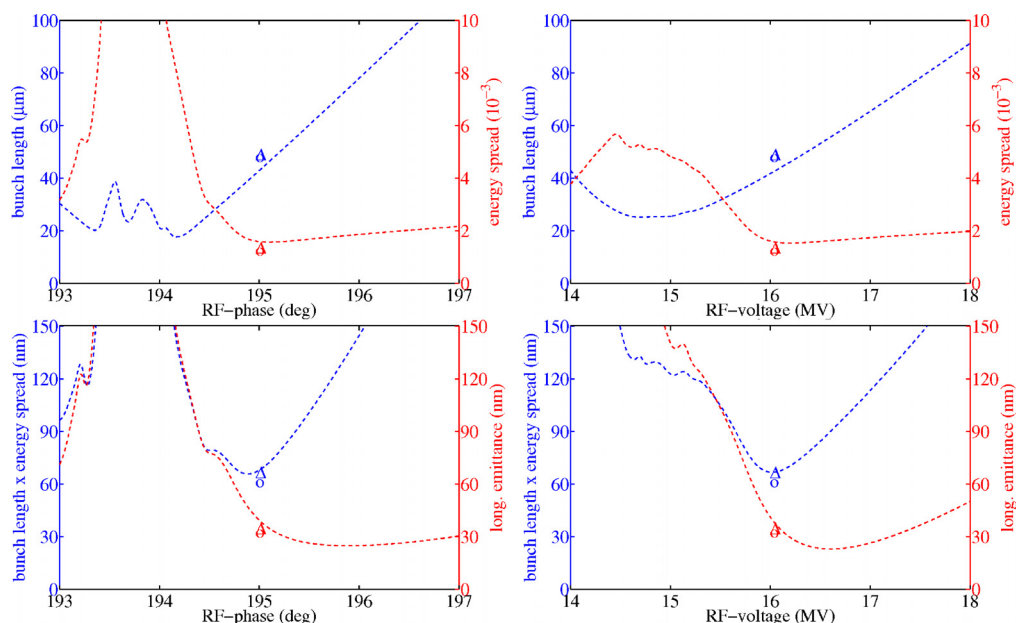 100
80
60
40
20
0
bunch length (μm)
10
8
6
4
2
0
energy spread (10⁻³)
193 194 195 196 197
RF−phase (deg)
Δ
o
Δ
o
100
80
60
40
20
0
bunch length (μm)
10
8
6
4
2
0
energy spread (10⁻³)
14 15 16 17 18
RF−voltage (MV)
Δ
o
Δ
o
150
120
90
60
30
0
bunch length x energy spread (nm)
150
120
90
60
30
0
long. emittance (nm)
193 194 195 196 197
RF−phase (deg)
Δ
o
Δ
o
150
120
90
60
30
0
bunch length x energy spread (nm)
150
120
90
60
30
0
long. emittance (nm)
14 15 16 17 18
RF−voltage (MV)
Δ
o
Δ
o